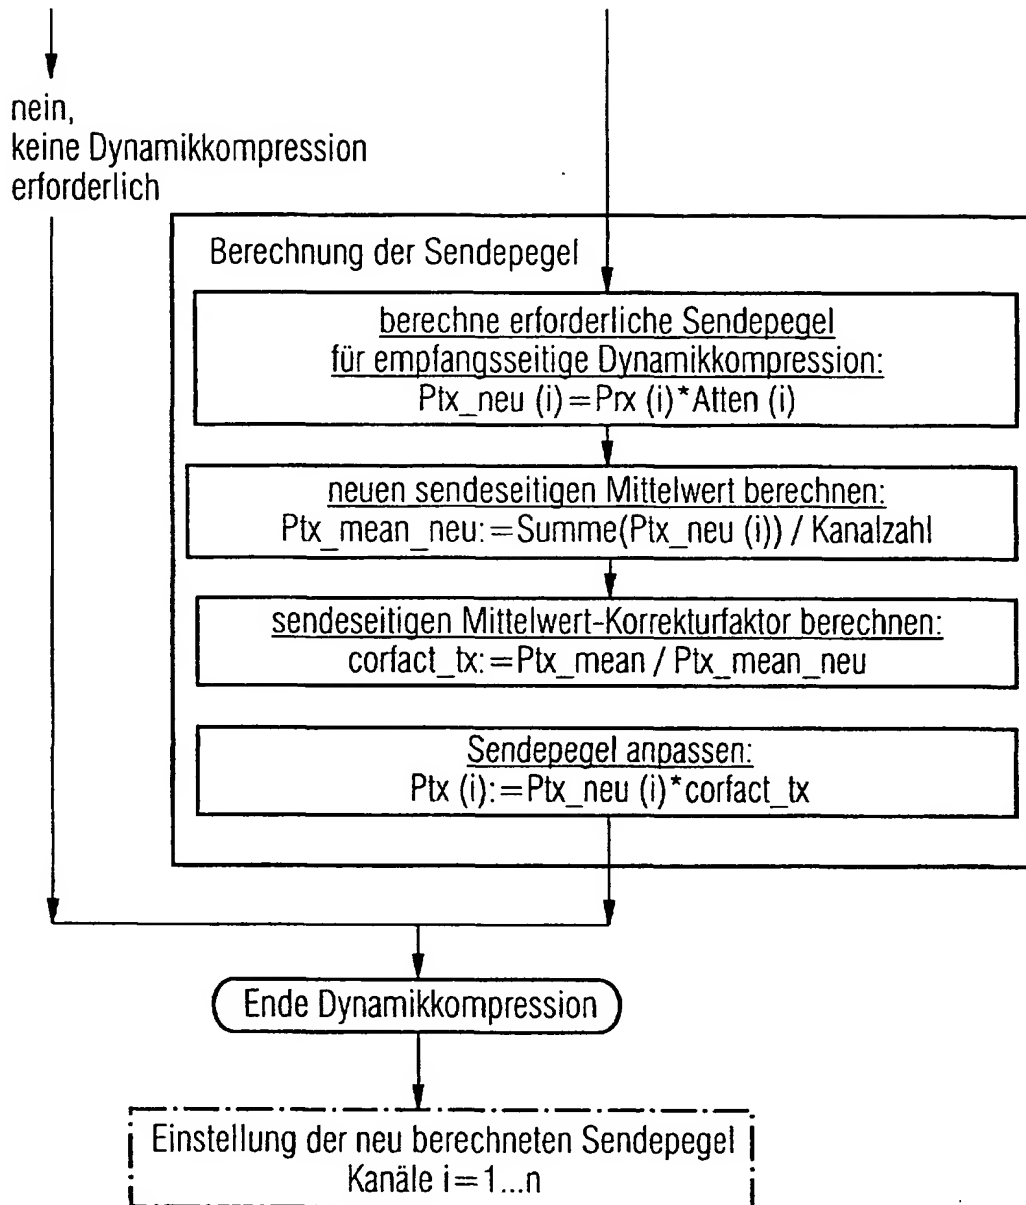 nein,
keine Dynamikkompression
erforderlich
Berechnung der Sendepegel
berechne erforderliche Sendepegel
für empfangsseitige Dynamikkompression:
Ptx_neu (i)=Prx (i)*Atten (i)
neuen sendeseitigen Mittelwert berechnen:
Ptx_mean_neu:=Summe(Ptx_neu (i)) / Kanalzahl
sendeseitigen Mittelwert-Korrekturfaktor berechnen:
corfact_tx:=Ptx_mean / Ptx_mean_neu
Sendepegel anpassen:
Ptx (i):=Ptx_neu (i)*corfact_tx
Ende Dynamikkompression
Einstellung der neu berechneten Sendepegel
Kanäle i=1...n